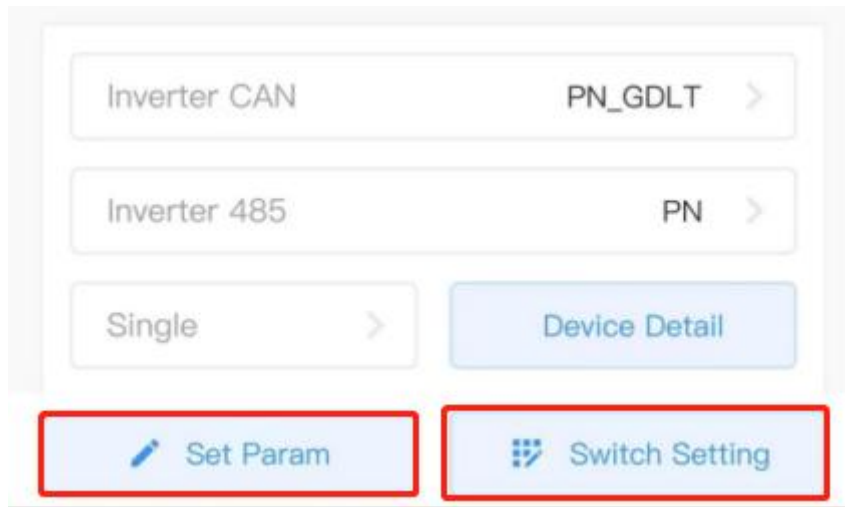 Inverter CAN PN_GDLT
Inverter 485 PN
Single Device Detail
Set Param Switch Setting